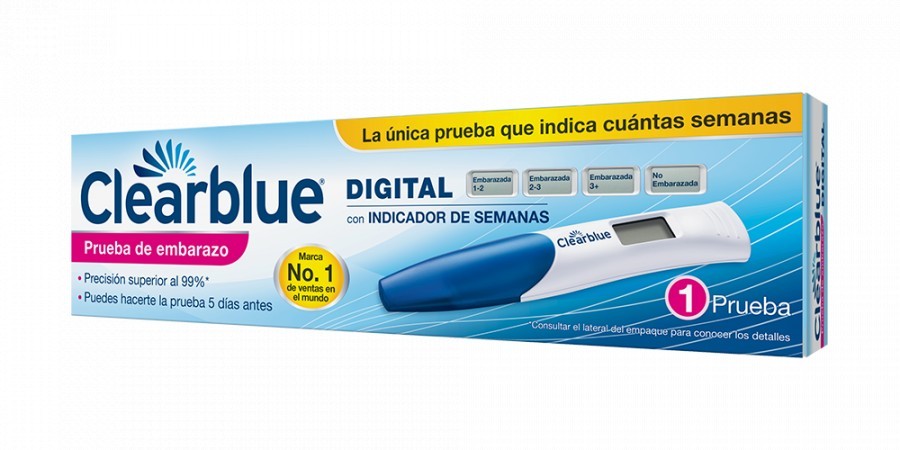 La única prueba que indica cuántas semanas
Clearblue®
DIGITAL
con INDICADOR DE SEMANAS
Embarazada
1-2
Embarazada
2-3
Embarazada
3+
No
Embarazada
Prueba de embarazo
• Precisión superior al 99%*
• Puedes hacerte la prueba 5 días antes
Marca
No. 1
de ventas en
el mundo
Clearblue
1 Prueba
*Consultar el lateral del empaque para conocer los detalles
Clearblue
DIGITAL